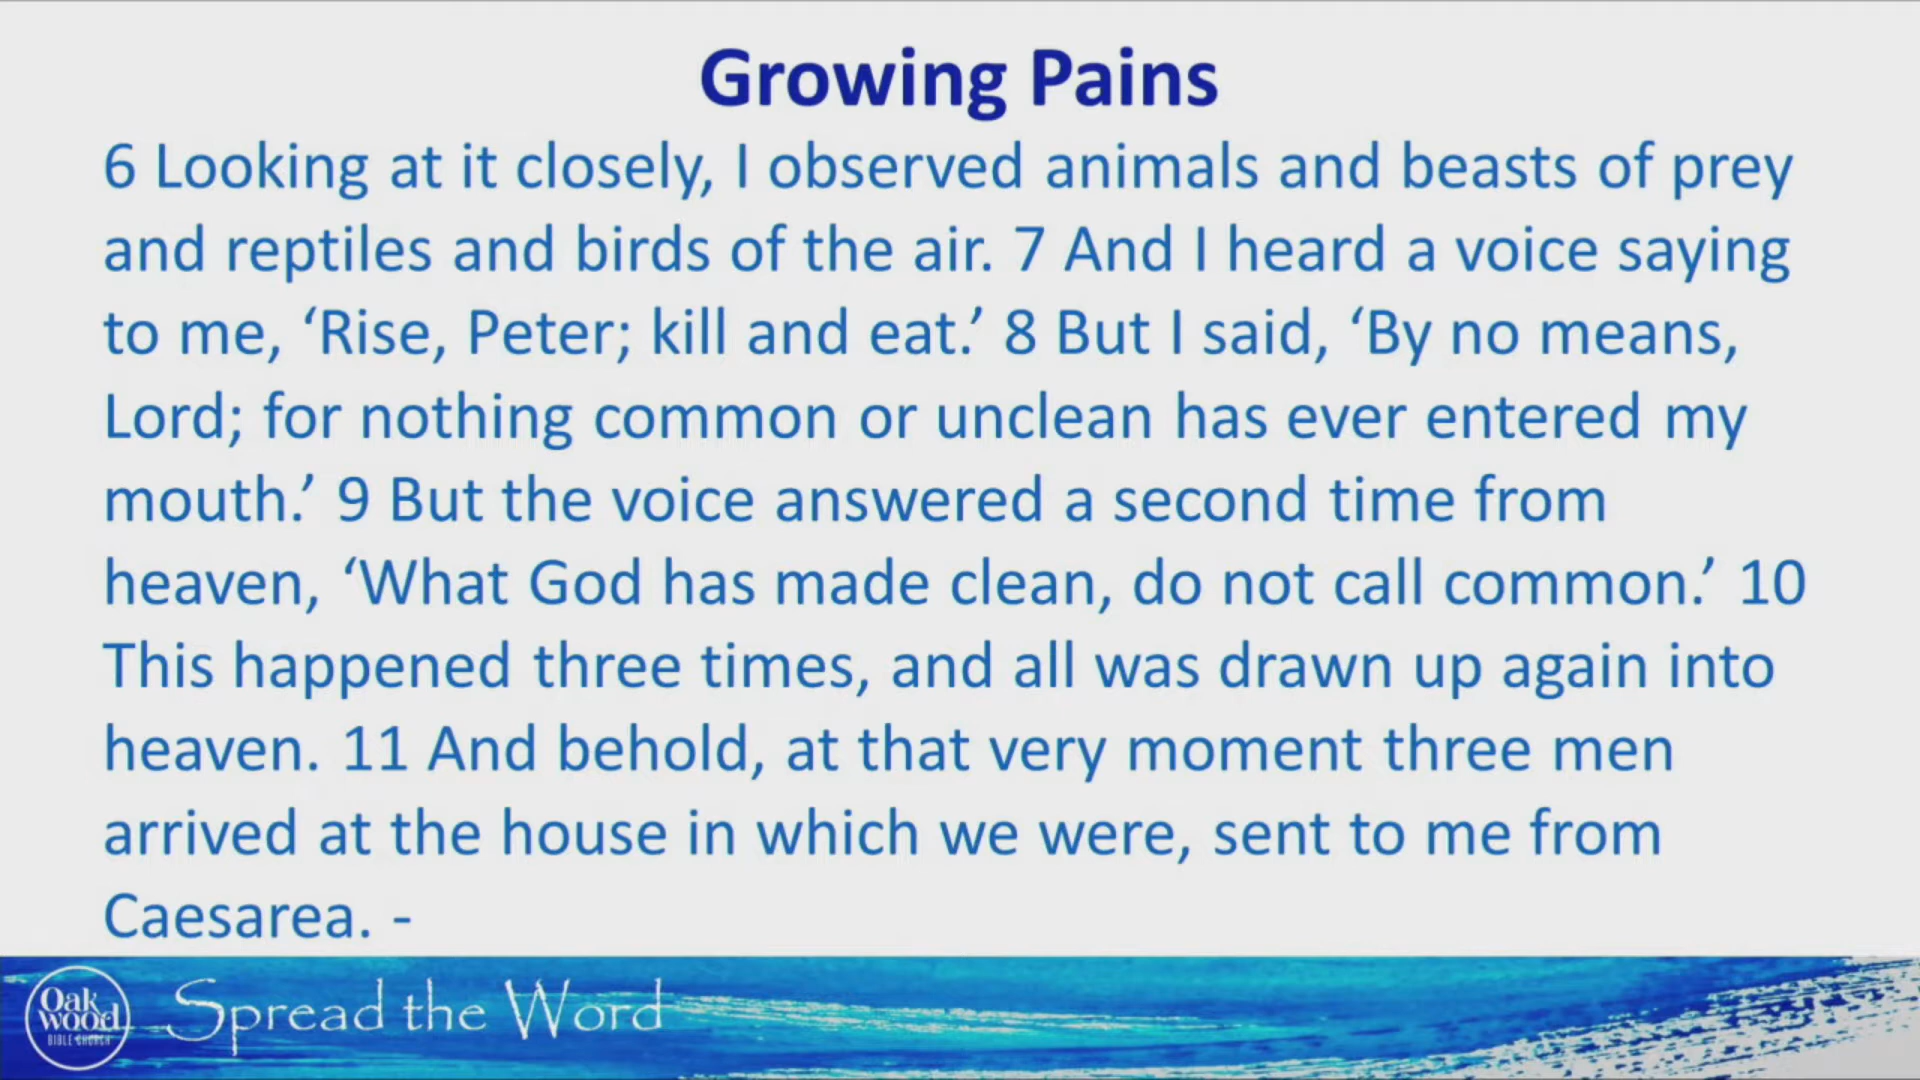 Growing Pains
6 Looking at it closely, I observed animals and beasts of prey
and reptiles and birds of the air. 7 And I heard a voice saying
to me, ‘Rise, Peter; kill and eat.’ 8 But I said, ‘By no means,
Lord; for nothing common or unclean has ever entered my
mouth.’ 9 But the voice answered a second time from
heaven, ‘What God has made clean, do not call common.’ 10
This happened three times, and all was drawn up again into
heaven. 11 And behold, at that very moment three men
arrived at the house in which we were, sent to me from
Caesarea. -
Oak
wood
BIBLE CHURCH
Spread the Word